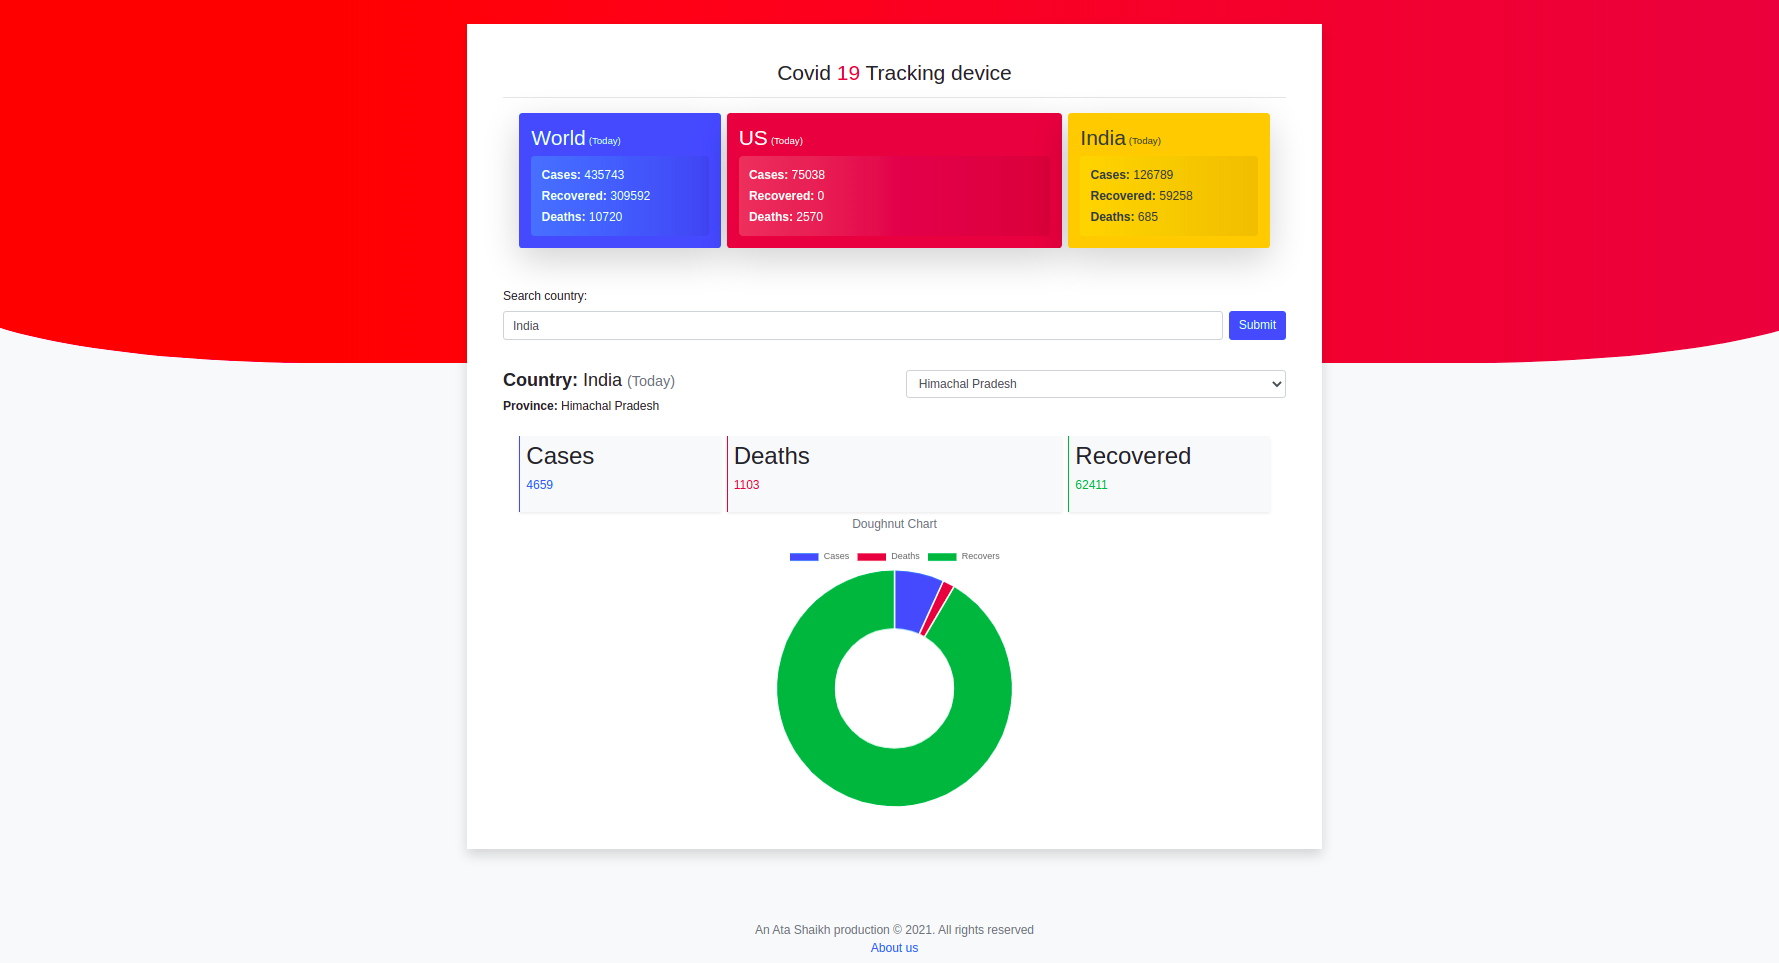 Covid 19 Tracking device
World (Today)
Cases: 435743
Recovered: 309592
Deaths: 10720
US (Today)
Cases: 75038
Recovered: 0
Deaths: 2570
India (Today)
Cases: 126789
Recovered: 59258
Deaths: 685
Search country:
India
Submit
Country: India (Today)
Himachal Pradesh
Province: Himachal Pradesh
Cases
4659
Deaths
1103
Recovered
62411
Doughnut Chart
Cases Deaths Recovers
An Ata Shaikh production © 2021. All rights reserved
About us